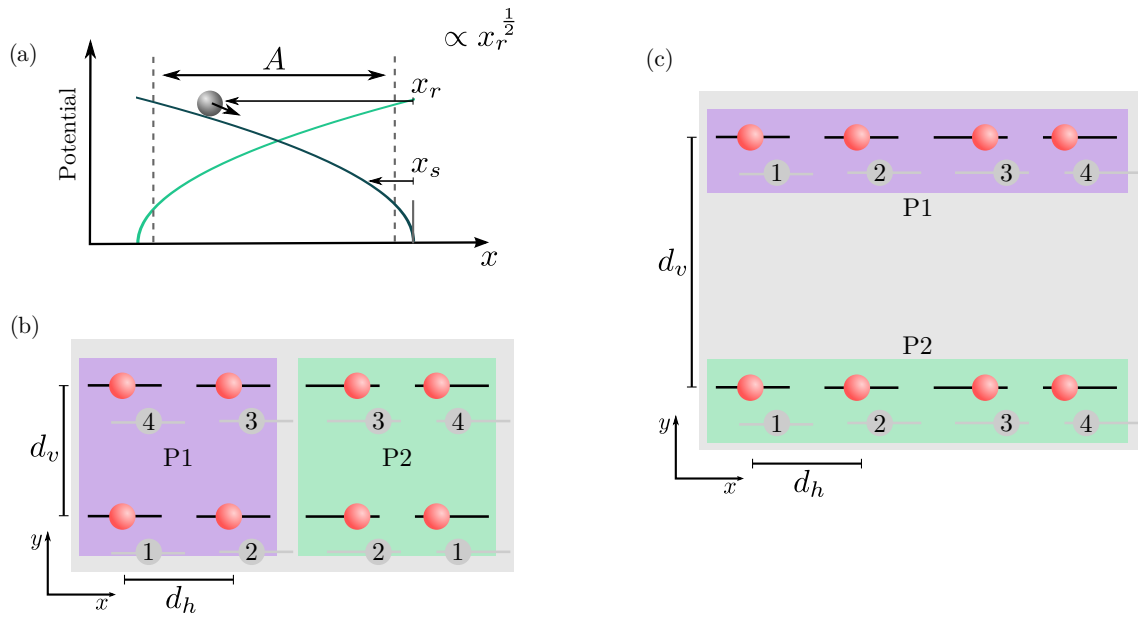 (a)
∝ x_r^{1/2}
A
x_r
Potential
x_s
x
(b)
4 3 3 4
d_v
P1 P2
1 2 2 1
y
x
d_h
(c)
1 2 3 4
P1
d_v
P2
1 2 3 4
y
x
d_h